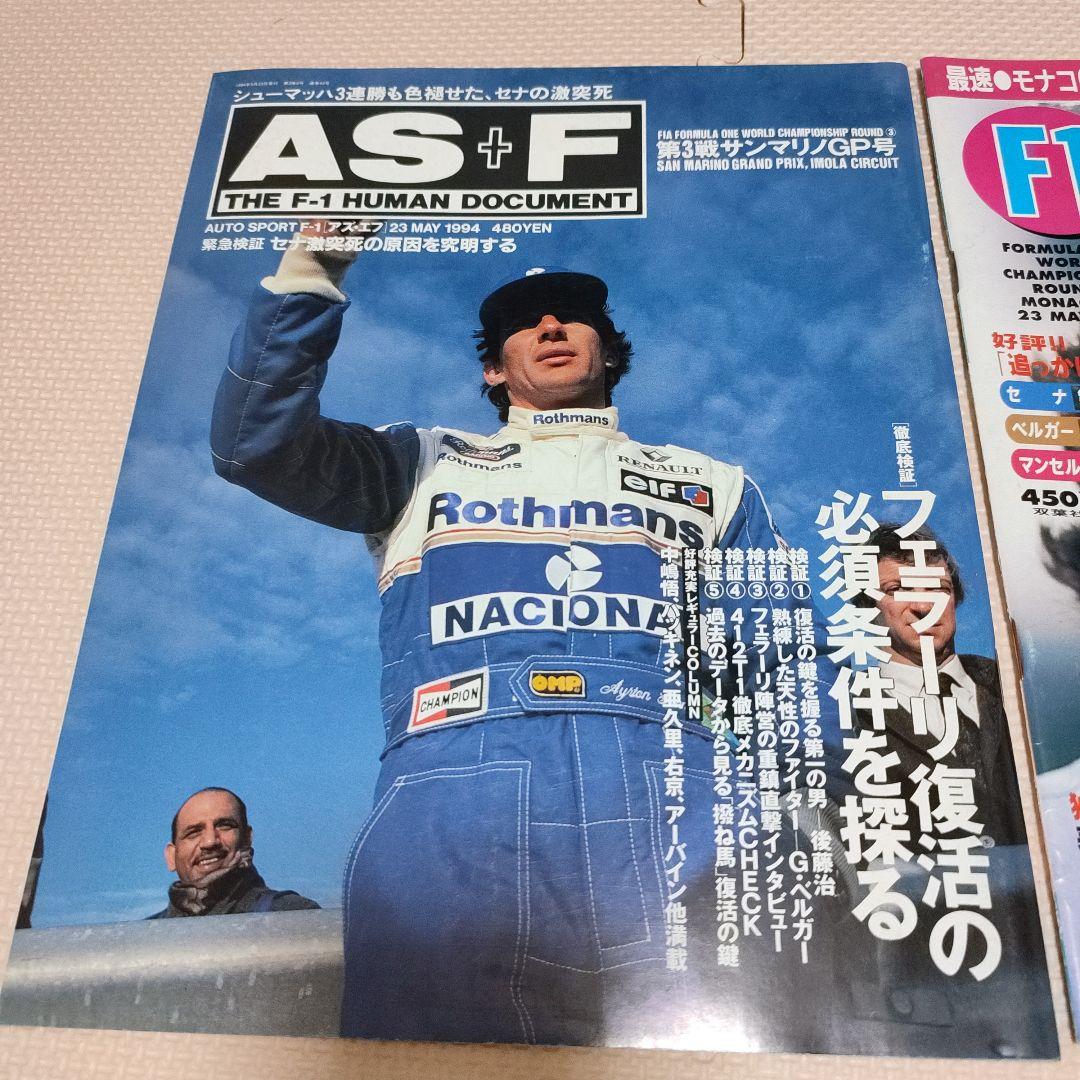 シューマッハ3連勝も色褪せた、セナの激突死
AS+F
THE F-1 HUMAN DOCUMENT
FIA FORMULA ONE WORLD CHAMPIONSHIP ROUND ③
第3戦サンマリノGP号
SAN MARINO GRAND PRIX, IMOLA CIRCUIT
AUTO SPORT F-1 [アズ・エフ] 23 MAY 1994 480YEN
緊急検証 セナ激突死の原因を究明する
Rothmans
Rothmans
RENAULT
elf
Rothmans
NACIONA
CHAMPION
OMP
Ayrton
[徹底検証]
フェラーリ復活の
必須条件を探る
検証① 復活の鍵を握る第一の男―後藤治
検証② 熟練した天性のファイター―G・ベルガー
検証③ フェラーリ陣営の重鎮直撃インタビュー
検証④ 412T1徹底メカニズムCHECK
検証⑤ 過去のデータから見る「撥ね馬」復活の鍵
好評充実レギュラーCOLUMN
中嶋悟、ハッキネン、亜久里、右京、アーバイン他満載
最速●モナコ
F1
FORMULA
WOR
CHAMPIO
ROUN
MONA
23 MA
好評!!
「追っか
セナ
ベルガー
マンセル
450
双葉社